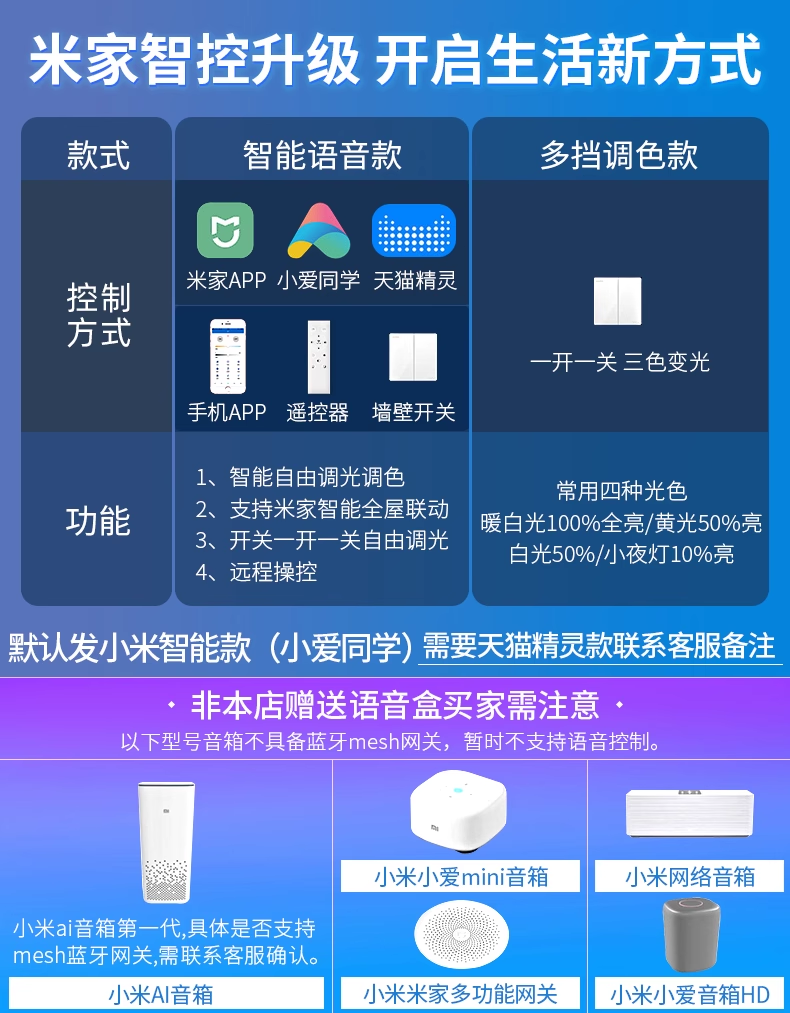 米家智控升级 开启生活新方式
款式
智能语音款
多挡调色款
控制
方式
米家APP 小爱同学 天猫精灵
手机APP 遥控器 墙壁开关
一开一关 三色变光
功能
1、智能自由调光调色
2、支持米家智能全屋联动
3、开关一开一关自由调光
4、远程操控
常用四种光色
暖白光100%全亮/黄光50%亮
白光50%/小夜灯10%亮
默认发小米智能款（小爱同学）需要天猫精灵款联系客服备注
· 非本店赠送语音盒买家需注意 ·
以下型号音箱不具备蓝牙mesh网关，暂时不支持语音控制。
小米ai音箱第一代,具体是否支持
mesh蓝牙网关,需联系客服确认。
小米AI音箱
小米小爱mini音箱
小米米家多功能网关
小米网络音箱
小米小爱音箱HD